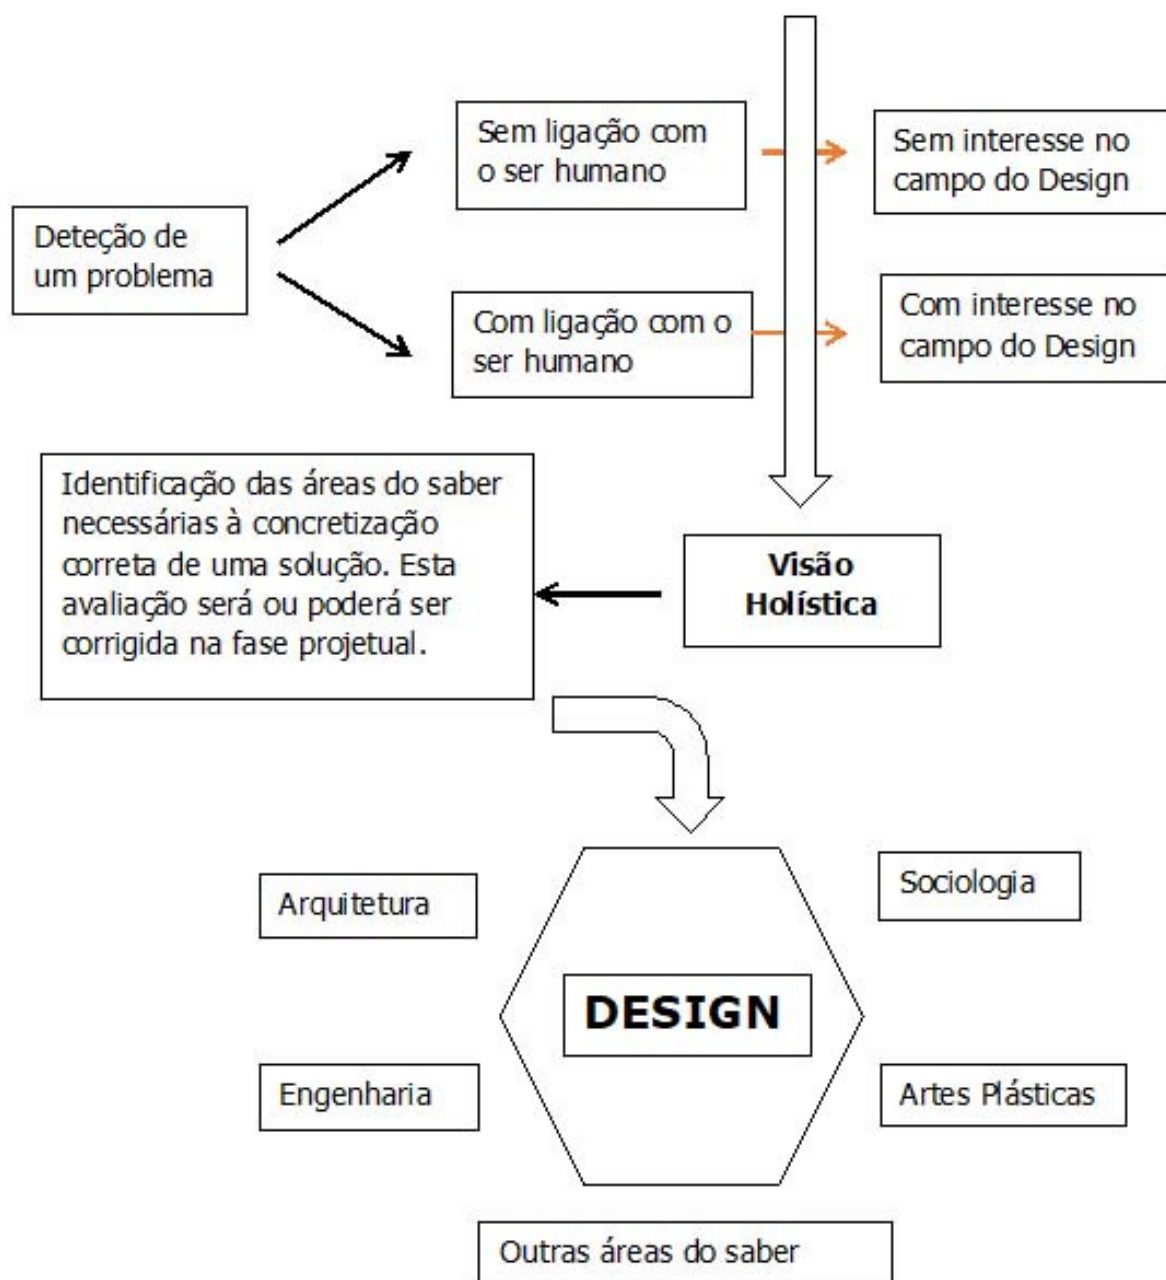 Sem ligação com
o ser humano
Sem interesse no
campo do Design
Deteção de
um problema
Com ligação com o
ser humano
Com interesse no
campo do Design
Identificação das áreas do saber
necessárias à concretização
correta de uma solução. Esta
avaliação será ou poderá ser
corrigida na fase projetual.
Visão
Holística
Arquitetura
Sociologia
DESIGN
Engenharia
Artes Plásticas
Outras áreas do saber